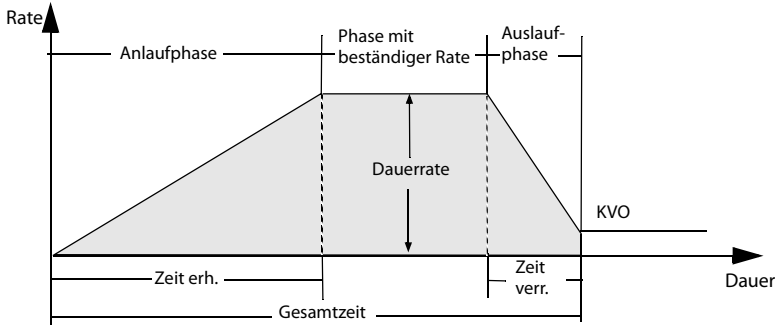 Rate
Anlaufphase
Phase mit
beständiger Rate
Auslauf-
phase
Dauerrate
KVO
Zeit erh.
Zeit
verr.
Dauer
Gesamtzeit